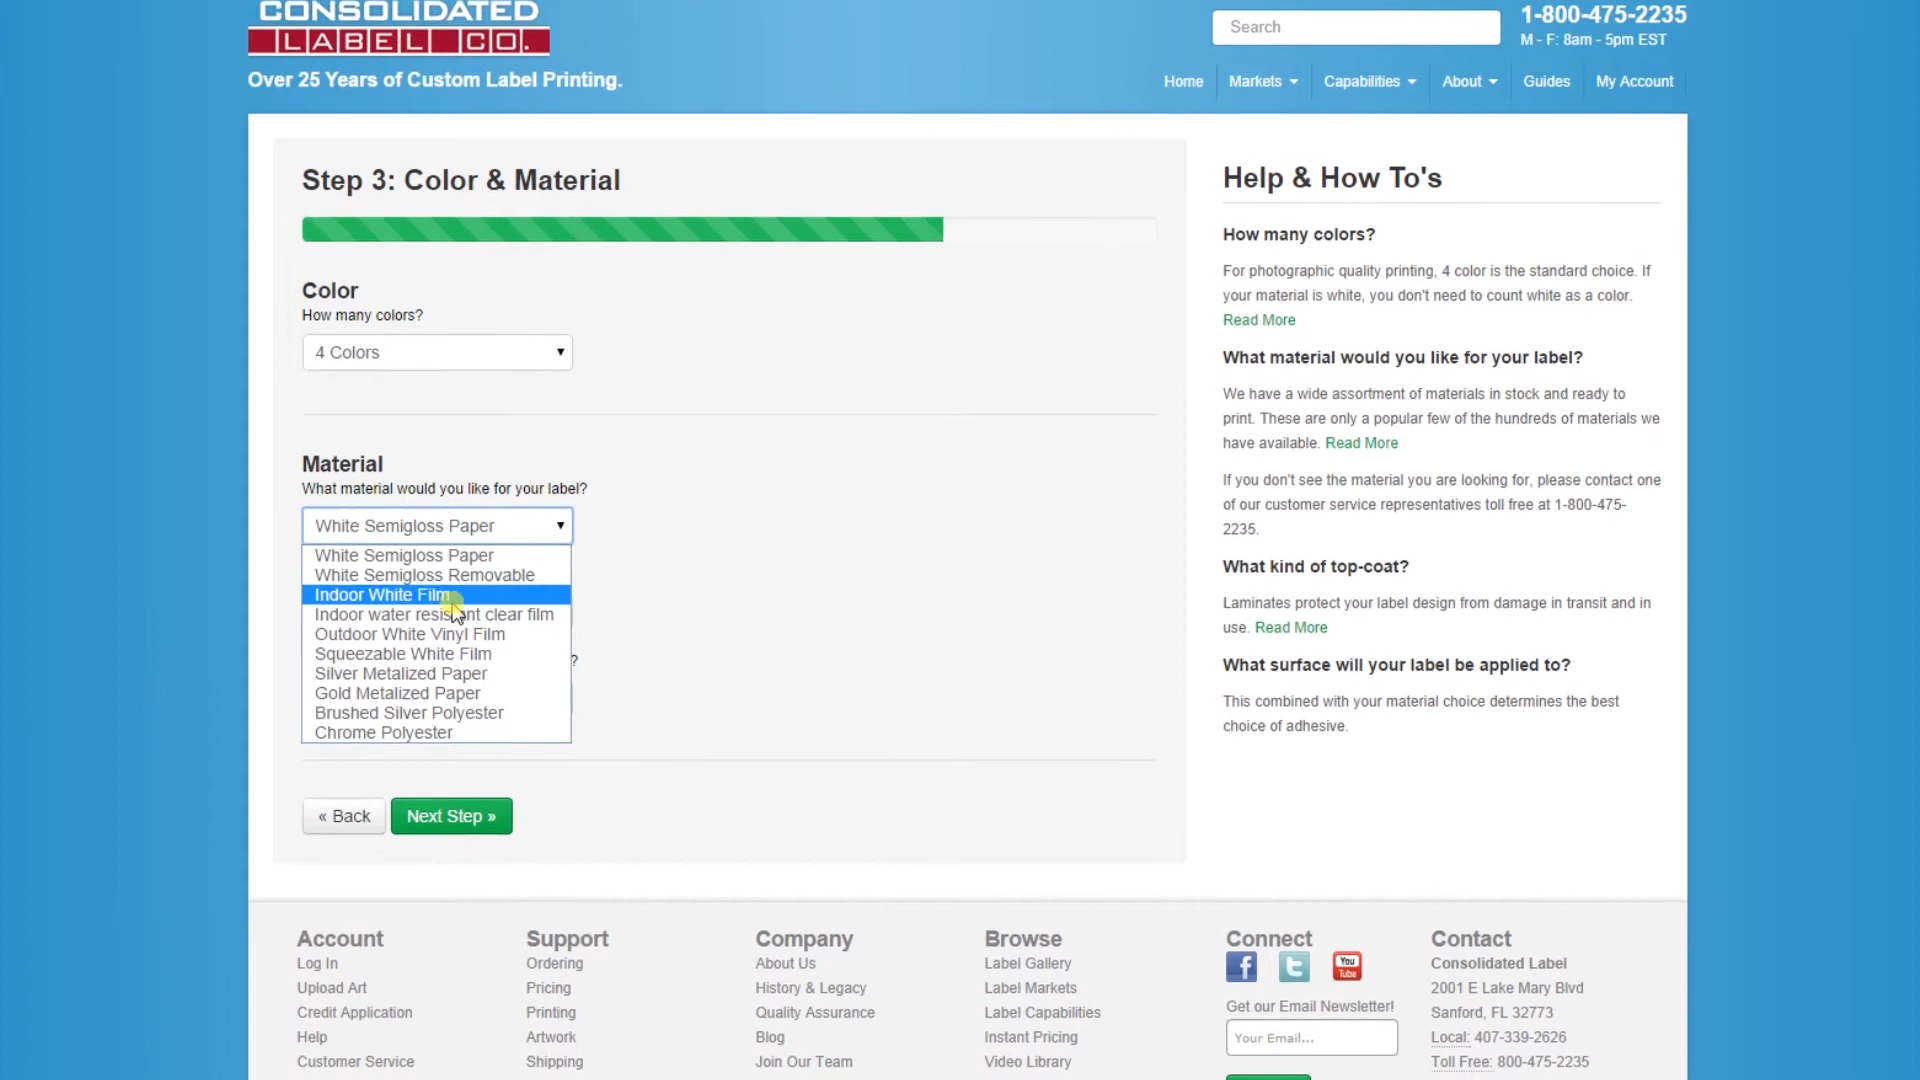 CONSOLIDATED
LABEL CO.
Over 25 Years of Custom Label Printing.
Search
1-800-475-2235
M - F: 8am - 5pm EST
Home
Markets
Capabilities
About
Guides
My Account
Step 3: Color & Material
Color
How many colors?
4 Colors
Material
What material would you like for your label?
White Semigloss Paper
White Semigloss Paper
White Semigloss Removable
Indoor White Film
Indoor water resistent clear film
Outdoor White Vinyl Film
Squeezable White Film
?
Silver Metalized Paper
Gold Metalized Paper
Brushed Silver Polyester
Chrome Polyester
« Back
Next Step »
Help & How To's
How many colors?
For photographic quality printing, 4 color is the standard choice. If
your material is white, you don't need to count white as a color.
Read More
What material would you like for your label?
We have a wide assortment of materials in stock and ready to
print. These are only a popular few of the hundreds of materials we
have available. Read More
If you don't see the material you are looking for, please contact one
of our customer service representatives toll free at 1-800-475-
2235.
What kind of top-coat?
Laminates protect your label design from damage in transit and in
use. Read More
What surface will your label be applied to?
This combined with your material choice determines the best
choice of adhesive.
Account
Log In
Upload Art
Credit Application
Help
Customer Service
Support
Ordering
Pricing
Printing
Artwork
Shipping
Company
About Us
History & Legacy
Quality Assurance
Blog
Join Our Team
Browse
Label Gallery
Label Markets
Label Capabilities
Instant Pricing
Video Library
Connect
f
t
You
Tube
Get our Email Newsletter!
Your Email...
Contact
Consolidated Label
2001 E Lake Mary Blvd
Sanford, FL 32773
Local: 407-339-2626
Toll Free: 800-475-2235